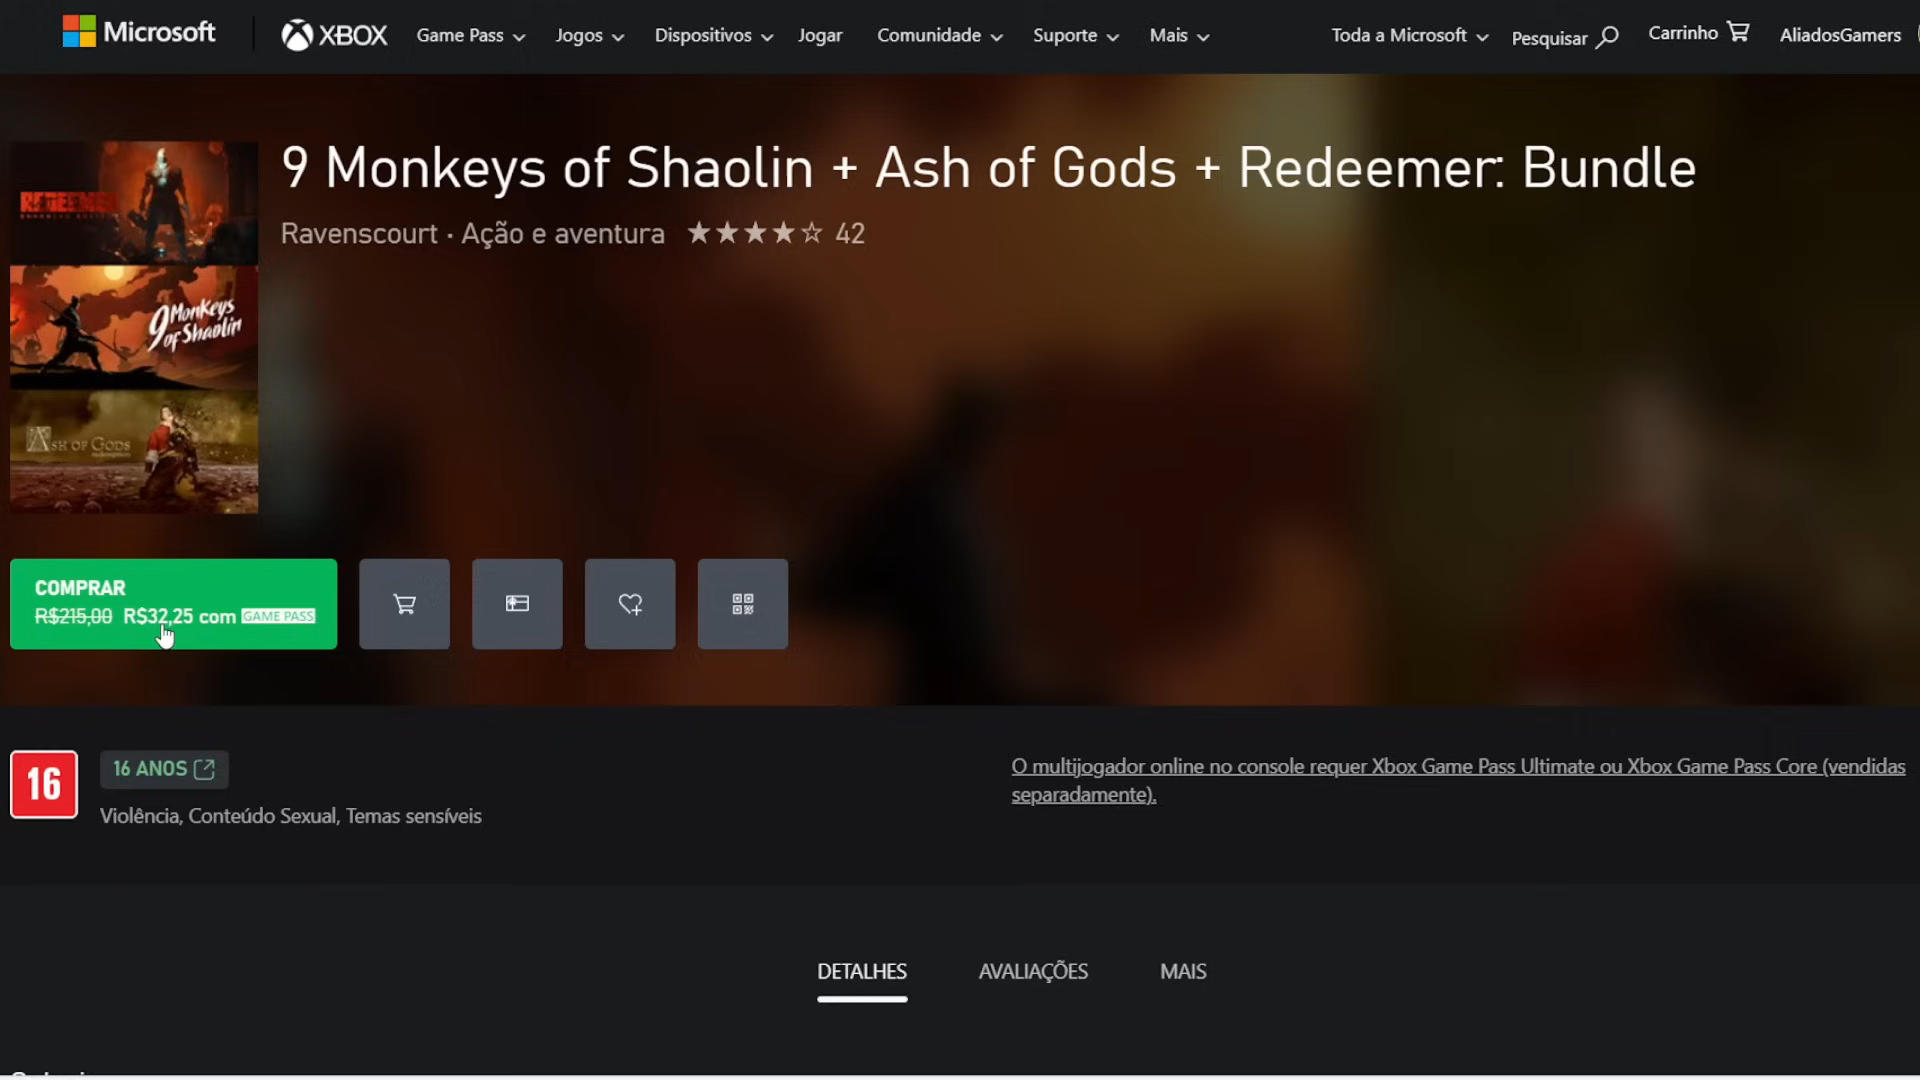 Microsoft
XBOX
Game Pass
Jogos
Dispositivos
Jogar
Comunidade
Suporte
Mais
Toda a Microsoft
Pesquisar
Carrinho
AliadosGamers
REDEEMER
9 Monkeys
of Shaolin
ASH OF GODS
9 Monkeys of Shaolin + Ash of Gods + Redeemer: Bundle
Ravenscourt · Ação e aventura ★★★★☆ 42
COMPRAR
R$215,00 R$32,25 com GAME PASS
16
16 ANOS
Violência, Conteúdo Sexual, Temas sensíveis
O multijogador online no console requer Xbox Game Pass Ultimate ou Xbox Game Pass Core (vendidas
separadamente).
DETALHES
AVALIAÇÕES
MAIS